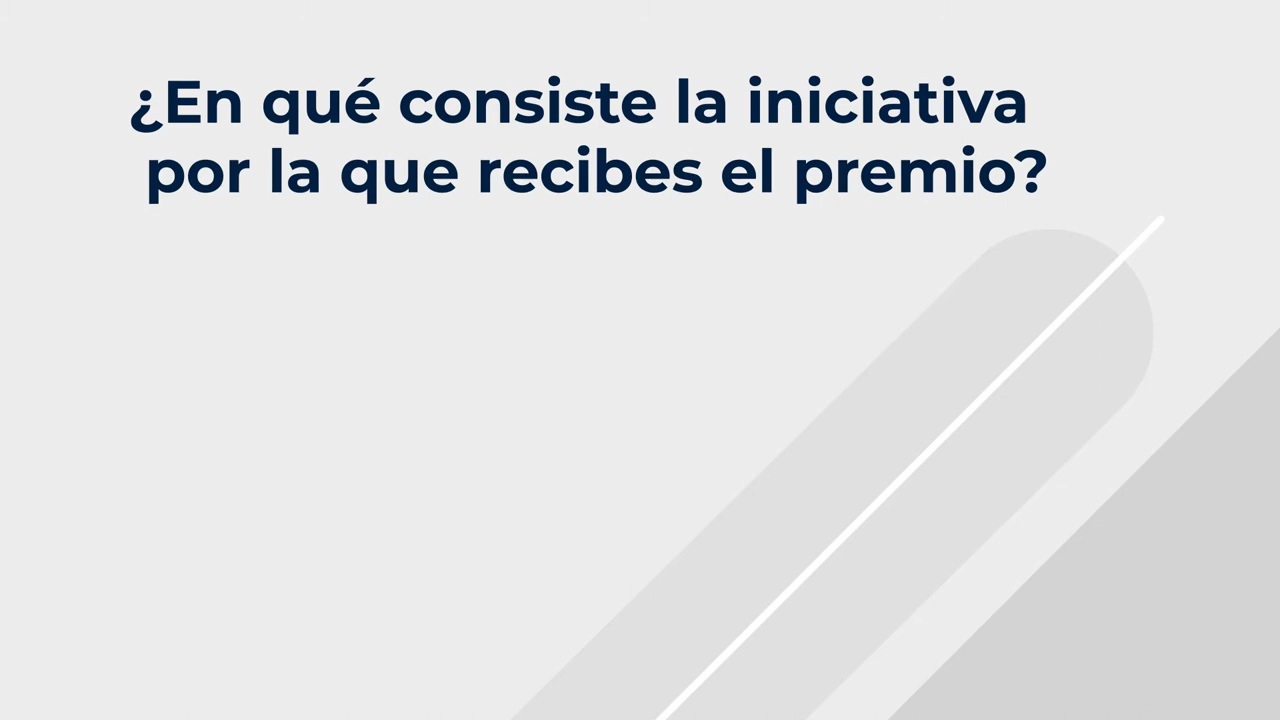 ¿En qué consiste la iniciativa
por la que recibes el premio?